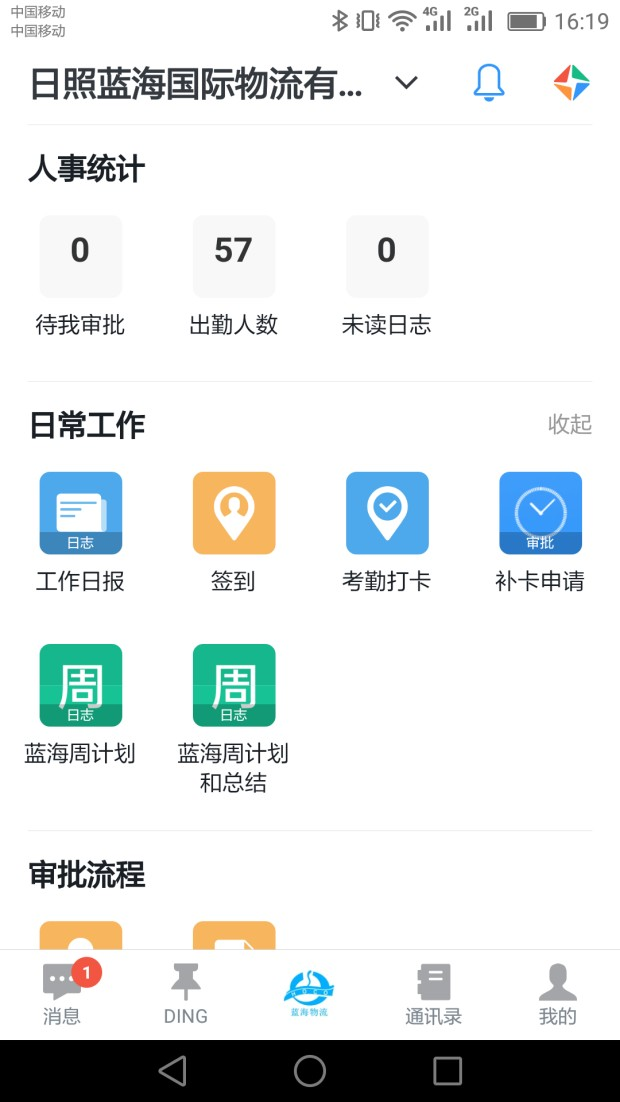 中国移动
中国移动
4G
2G
16:19
日照蓝海国际物流有...
人事统计
0
57
0
待我审批
出勤人数
未读日志
日常工作
收起
日志
审批
工作日报
签到
考勤打卡
补卡申请
周
日志
周
日志
蓝海周计划
蓝海周计划
和总结
审批流程
1
蓝海物流
消息
DING
通讯录
我的